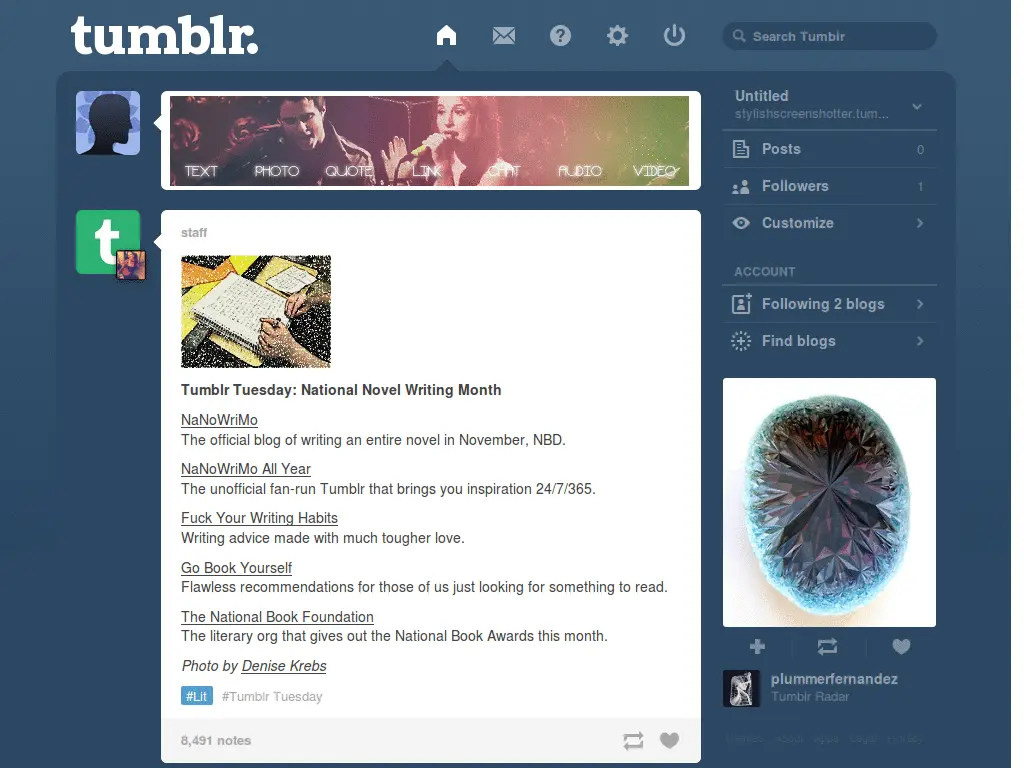 tumblr.
Search Tumblr
Untitled
stylishscreenshotter.tum...
TEXT PHOTO QUOTE LINK CHAT AUDIO VIDEO
Posts 0
Followers 1
Customize
ACCOUNT
Following 2 blogs
Find blogs
t
staff
Tumblr Tuesday: National Novel Writing Month
NaNoWriMo
The official blog of writing an entire novel in November, NBD.
NaNoWriMo All Year
The unofficial fan-run Tumblr that brings you inspiration 24/7/365.
Fuck Your Writing Habits
Writing advice made with much tougher love.
Go Book Yourself
Flawless recommendations for those of us just looking for something to read.
The National Book Foundation
The literary org that gives out the National Book Awards this month.
Photo by Denise Krebs
#Lit #Tumblr Tuesday
8,491 notes
plummerfernandez
Tumblr Radar
Themes About Apps Legal Privacy